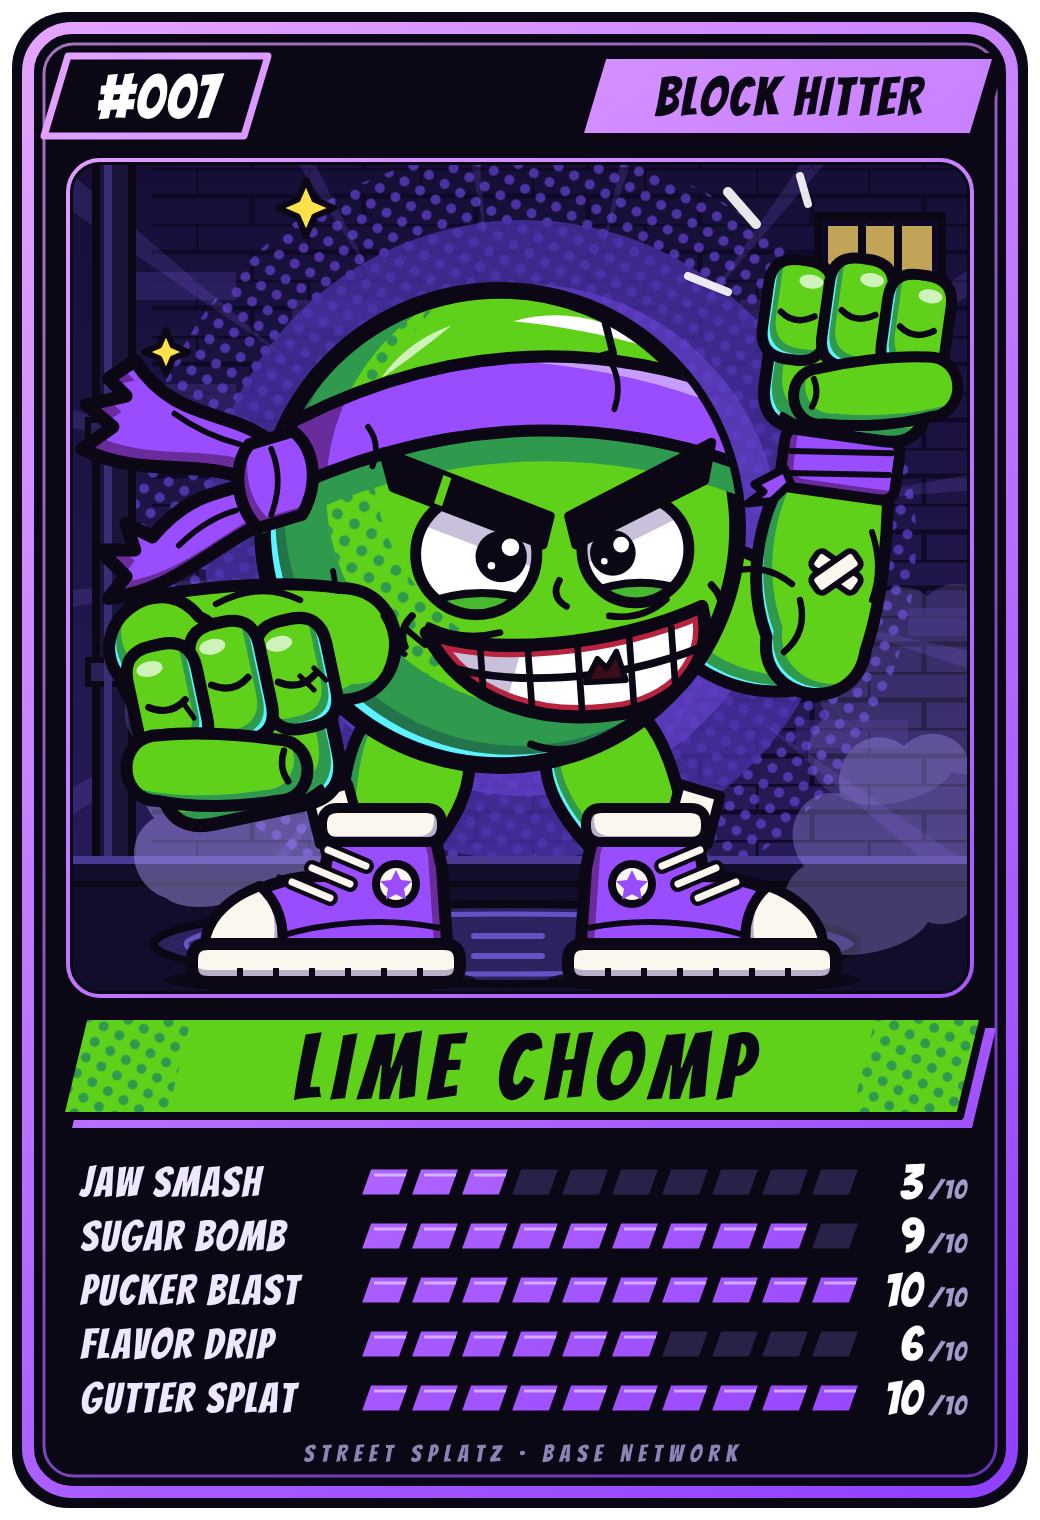 #007
BLOCK HITTER
LIME CHOMP
JAW SMASH 3/10
SUGAR BOMB 9/10
PUCKER BLAST 10/10
FLAVOR DRIP 6/10
GUTTER SPLAT 10/10
STREET SPLATZ · BASE NETWORK